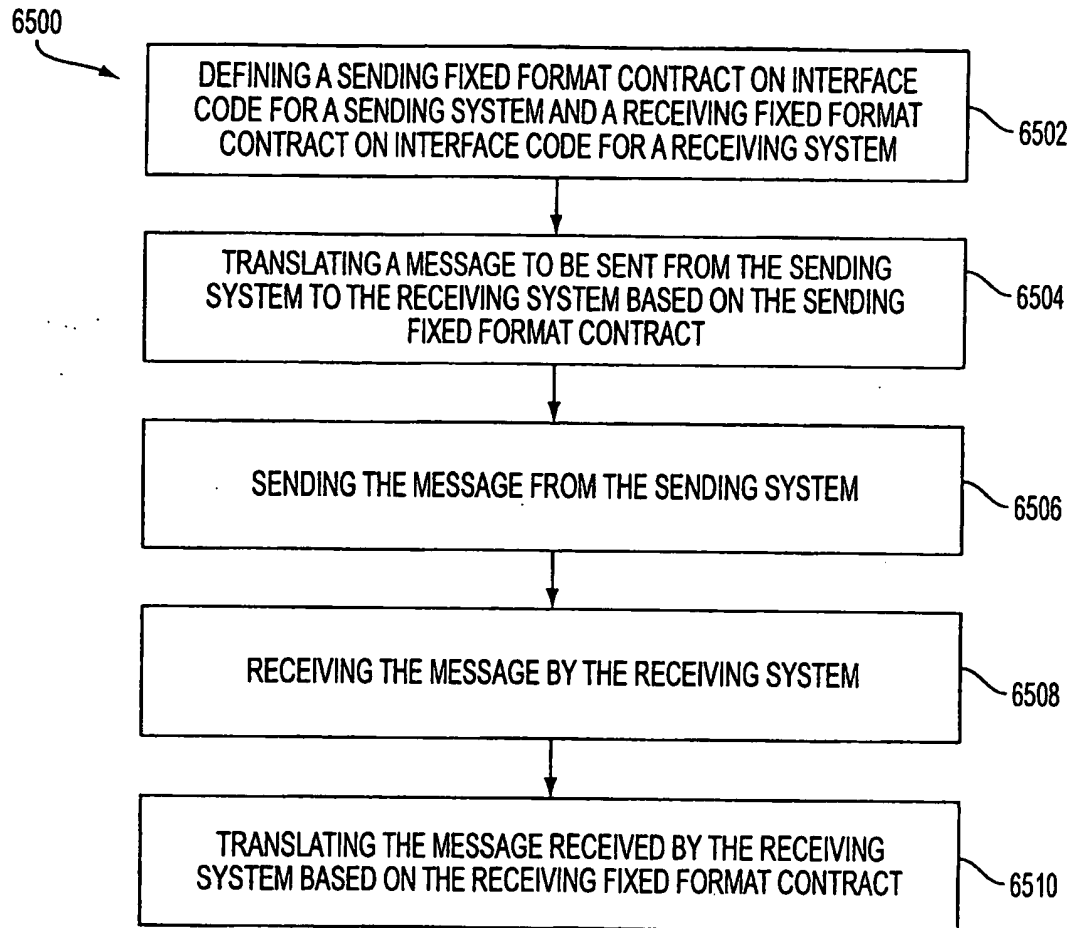 6500
DEFINING A SENDING FIXED FORMAT CONTRACT ON INTERFACE
CODE FOR A SENDING SYSTEM AND A RECEIVING FIXED FORMAT
CONTRACT ON INTERFACE CODE FOR A RECEIVING SYSTEM
6502
TRANSLATING A MESSAGE TO BE SENT FROM THE SENDING
SYSTEM TO THE RECEIVING SYSTEM BASED ON THE SENDING
FIXED FORMAT CONTRACT
6504
SENDING THE MESSAGE FROM THE SENDING SYSTEM
6506
RECEIVING THE MESSAGE BY THE RECEIVING SYSTEM
6508
TRANSLATING THE MESSAGE RECEIVED BY THE RECEIVING
SYSTEM BASED ON THE RECEIVING FIXED FORMAT CONTRACT
6510